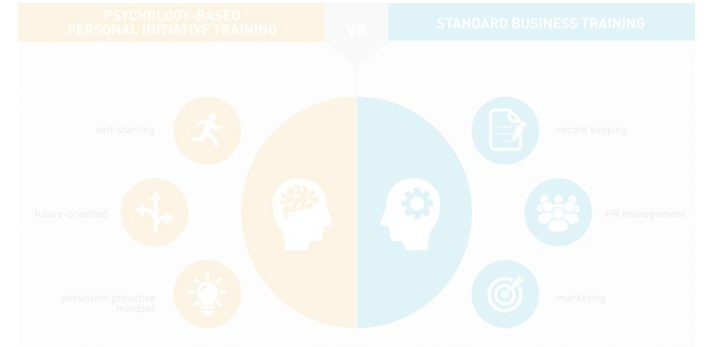 PSYCHOLOGY-BASED
PERSONAL INITIATIVE TRAINING
VS
STANDARD BUSINESS TRAINING
self-starting
future-oriented
persistent proactive
mindset
record keeping
HR management
marketing